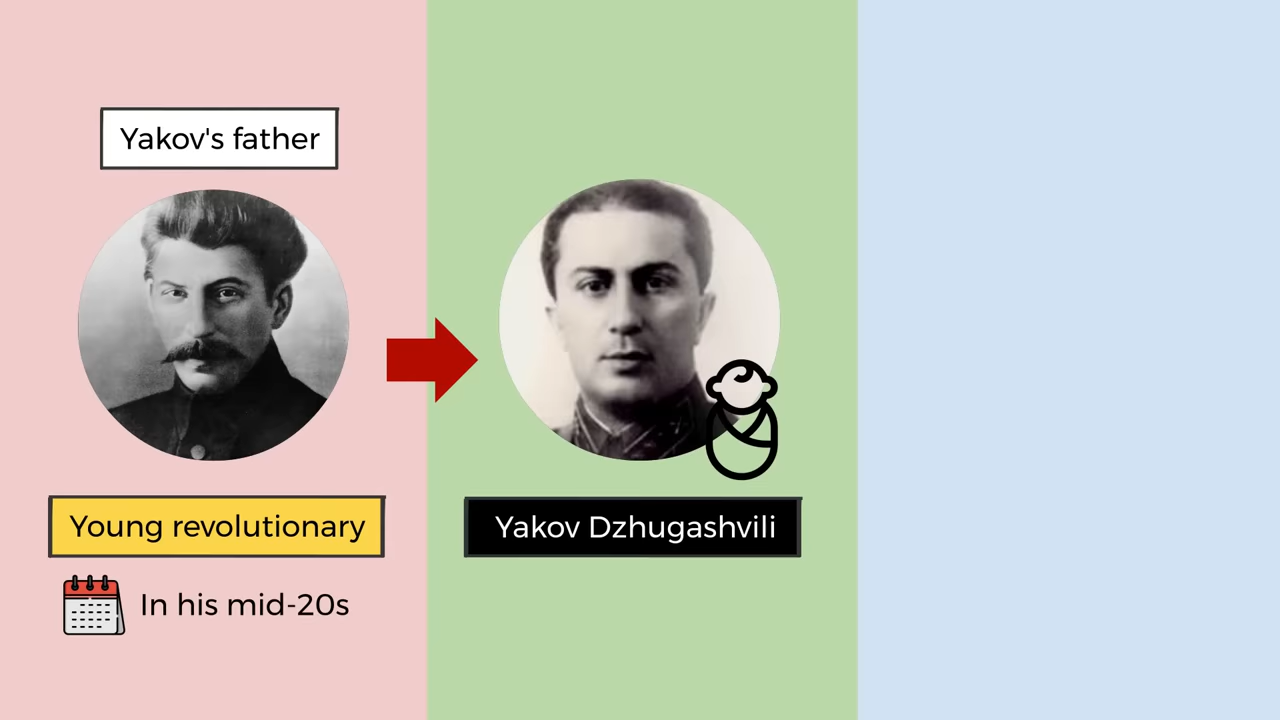 Yakov's father
Young revolutionary
In his mid-20s
Yakov Dzhugashvili